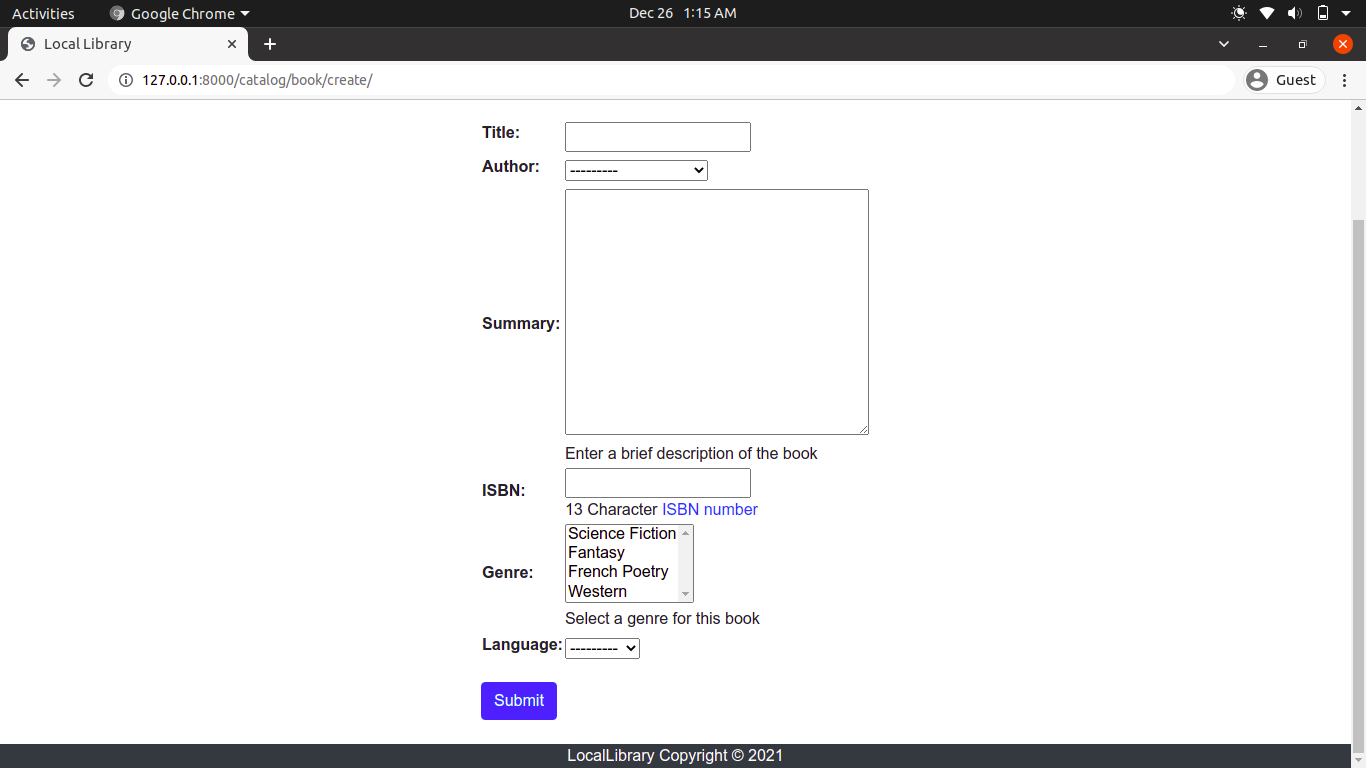 Activities Google Chrome Dec 26 1:15 AM
Local Library
127.0.0.1:8000/catalog/book/create/ Guest
Title:
Author: ---------
Summary:
Enter a brief description of the book
ISBN:
13 Character ISBN number
Science Fiction
Fantasy
Genre: French Poetry
Western
Select a genre for this book
Language: ---------
Submit
LocalLibrary Copyright © 2021